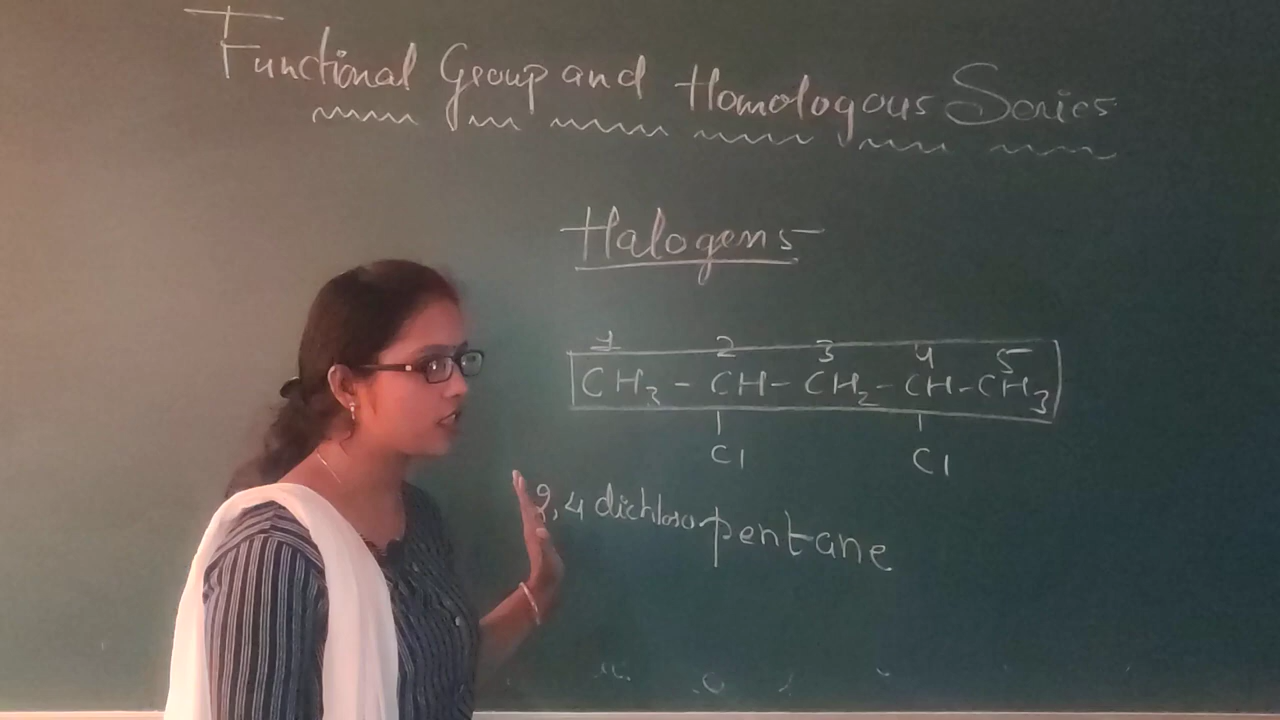 Functional Group and Homologous Series
Halogens
1 2 3 4 5
CH3 - CH - CH2 - CH - CH3
Cl Cl
2,4 dichloro pentane